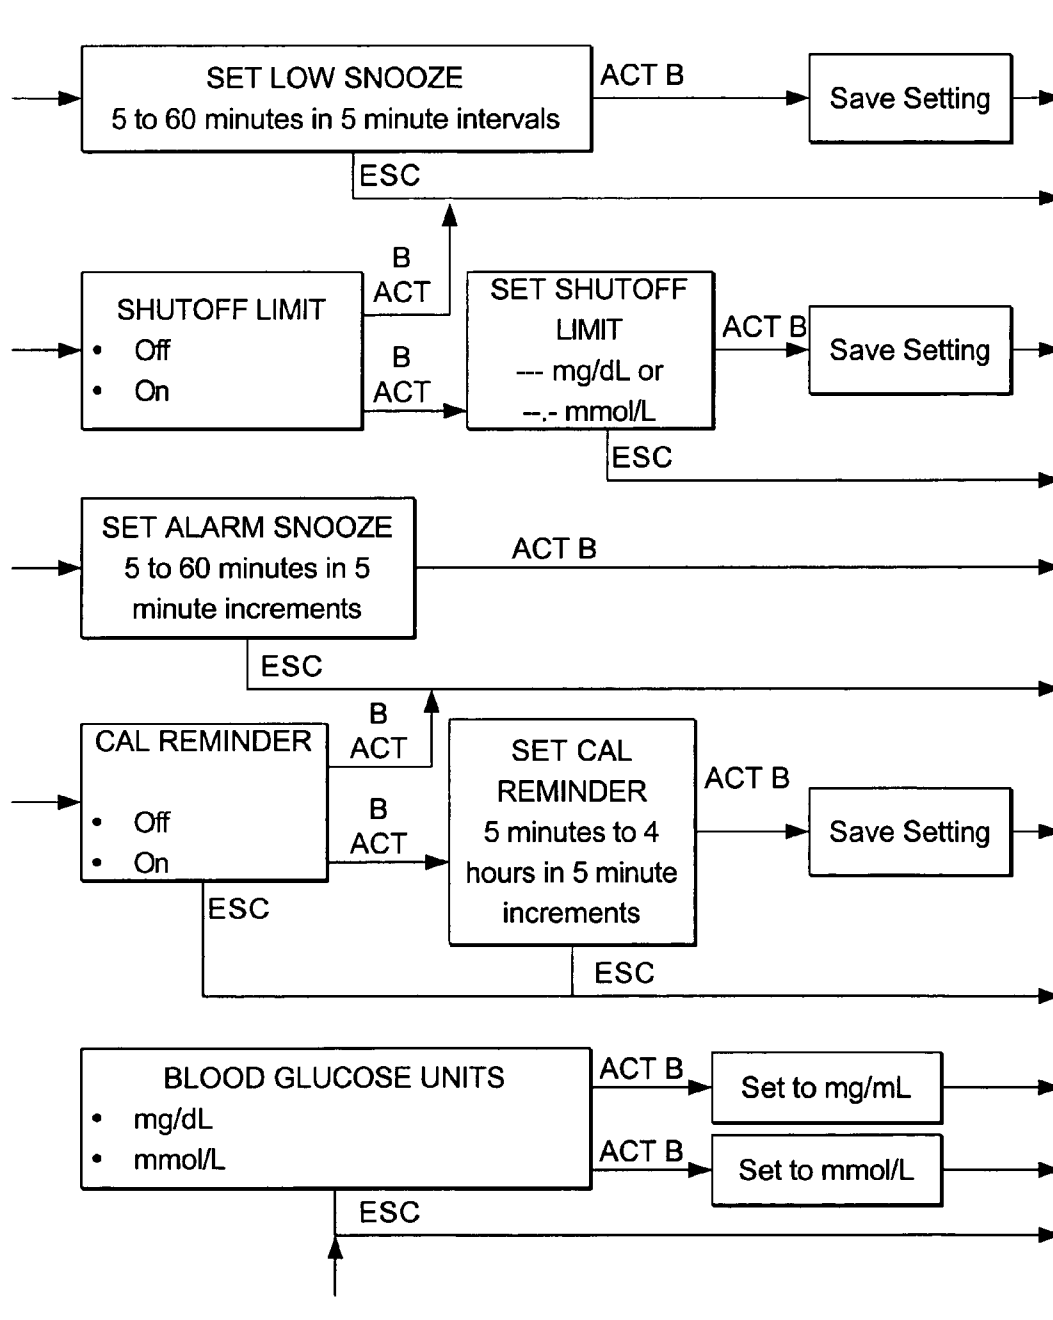 SET LOW SNOOZE
5 to 60 minutes in 5 minute intervals
ACT B
Save Setting
ESC
SHUTOFF LIMIT
• Off
• On
B
ACT
B
ACT
SET SHUTOFF
LIMIT
--- mg/dL or
--.- mmol/L
ACT B
Save Setting
ESC
SET ALARM SNOOZE
5 to 60 minutes in 5
minute increments
ACT B
ESC
CAL REMINDER
• Off
• On
B
ACT
B
ACT
SET CAL
REMINDER
5 minutes to 4
hours in 5 minute
increments
ACT B
Save Setting
ESC
ESC
BLOOD GLUCOSE UNITS
• mg/dL
• mmol/L
ACT B
Set to mg/mL
ACT B
Set to mmol/L
ESC